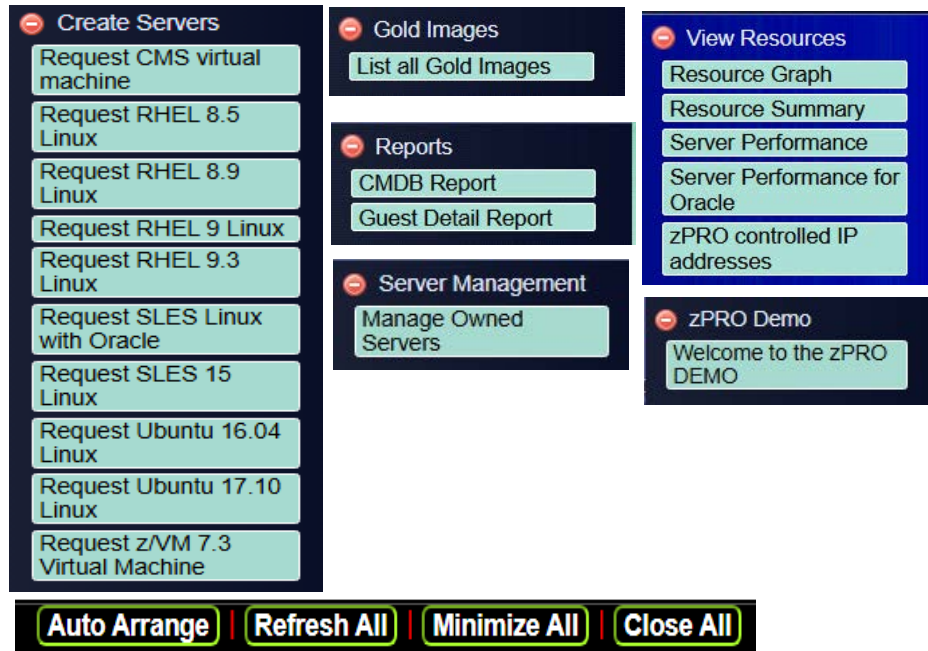 Create Servers
Request CMS virtual
machine
Request RHEL 8.5
Linux
Request RHEL 8.9
Linux
Request RHEL 9 Linux
Request RHEL 9.3
Linux
Request SLES Linux
with Oracle
Request SLES 15
Linux
Request Ubuntu 16.04
Linux
Request Ubuntu 17.10
Linux
Request z/VM 7.3
Virtual Machine
Gold Images
List all Gold Images
Reports
CMDB Report
Guest Detail Report
Server Management
Manage Owned
Servers
View Resources
Resource Graph
Resource Summary
Server Performance
Server Performance for
Oracle
zPRO controlled IP
addresses
zPRO Demo
Welcome to the zPRO
DEMO
Auto Arrange | Refresh All | Minimize All | Close All